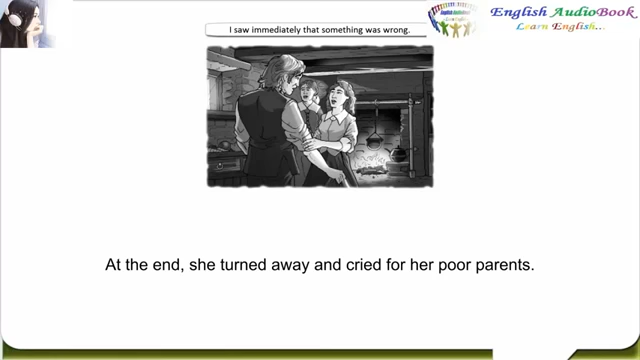 I saw immediately that something was wrong.
English AudioBook
Learn English...
At the end, she turned away and cried for her poor parents.